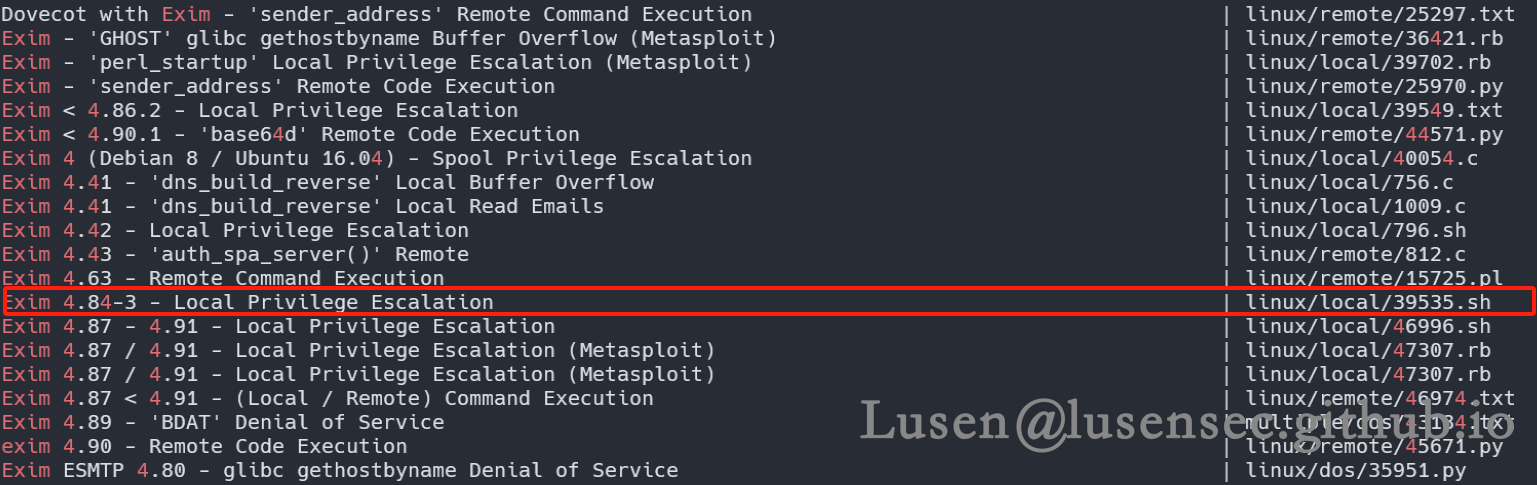 Dovecot with Exim - 'sender_address' Remote Command Execution | linux/remote/25297.txt
Exim - 'GHOST' glibc gethostbyname Buffer Overflow (Metasploit) | linux/remote/36421.rb
Exim - 'perl_startup' Local Privilege Escalation (Metasploit) | linux/local/39702.rb
Exim - 'sender_address' Remote Code Execution | linux/remote/25970.py
Exim < 4.86.2 - Local Privilege Escalation | linux/local/39549.txt
Exim < 4.90.1 - 'base64d' Remote Code Execution | linux/remote/44571.py
Exim 4 (Debian 8 / Ubuntu 16.04) - Spool Privilege Escalation | linux/local/40054.c
Exim 4.41 - 'dns_build_reverse' Local Buffer Overflow | linux/local/756.c
Exim 4.41 - 'dns_build_reverse' Local Read Emails | linux/local/1009.c
Exim 4.42 - Local Privilege Escalation | linux/local/796.sh
Exim 4.43 - 'auth_spa_server()' Remote | linux/remote/812.c
Exim 4.63 - Remote Command Execution | linux/remote/15725.pl
Exim 4.84-3 - Local Privilege Escalation | linux/local/39535.sh
Exim 4.87 - 4.91 - Local Privilege Escalation | linux/local/46996.sh
Exim 4.87 / 4.91 - Local Privilege Escalation (Metasploit) | linux/local/47307.rb
Exim 4.87 / 4.91 - Local Privilege Escalation (Metasploit) | linux/local/47307.rb
Exim 4.87 < 4.91 - (Local / Remote) Command Execution | linux/remote/46974.txt
Exim 4.89 - 'BDAT' Denial of Service | multiple/dos/43184.txt
exim 4.90 - Remote Code Execution | linux/remote/45671.py
Exim ESMTP 4.80 - glibc gethostbyname Denial of Service | linux/dos/35951.py
Lusen@lusensec.github.io